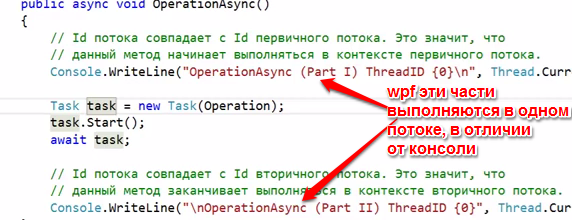 public async void OperationAsync()
{
// Id потока совпадает с Id первичного потока. Это значит, что
// данный метод начинает выполняться в контексте первичного потока.
Console.WriteLine("OperationAsync (Part I) ThreadID {0}\n", Thread.Curr
wpf эти части
выполняются в одном
потоке, в отличии
от консоли
Task task = new Task(Operation);
task.Start();
await task;
// Id потока совпадает с Id вторичного потока. Это значит, что
// данный метод заканчивает выполняться в контексте вторичного потока.
Console.WriteLine("\nOperationAsync (Part II) ThreadID {0}", Thread.Cur